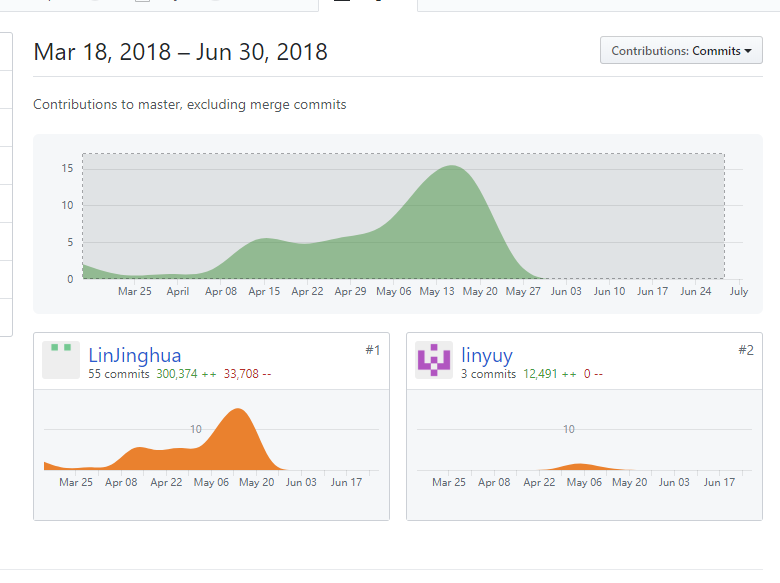 Mar 18, 2018 – Jun 30, 2018
Contributions: Commits
Contributions to master, excluding merge commits
15
10
5
0
Mar 25 April Apr 08 Apr 15 Apr 22 Apr 29 May 06 May 13 May 20 May 27 Jun 03 Jun 10 Jun 17 Jun 24 July
LinJinghua
#1
55 commits 300,374 ++ 33,708 --
10
Mar 25 Apr 08 Apr 22 May 06 May 20 Jun 03 Jun 17
linyuy
#2
3 commits 12,491 ++ 0 --
10
Mar 25 Apr 08 Apr 22 May 06 May 20 Jun 03 Jun 17